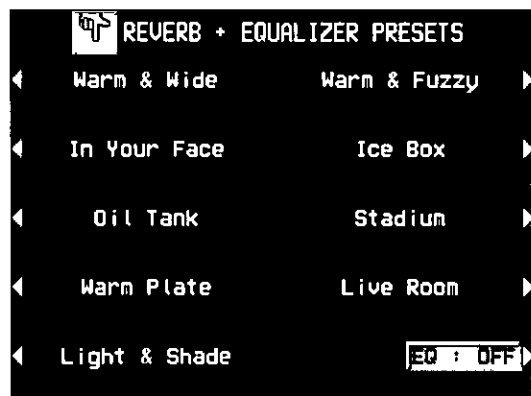 REVERB + EQUALIZER PRESETS
Warm & Wide Warm & Fuzzy
In Your Face Ice Box
Oil Tank Stadium
Warm Plate Live Room
Light & Shade EQ : OFF